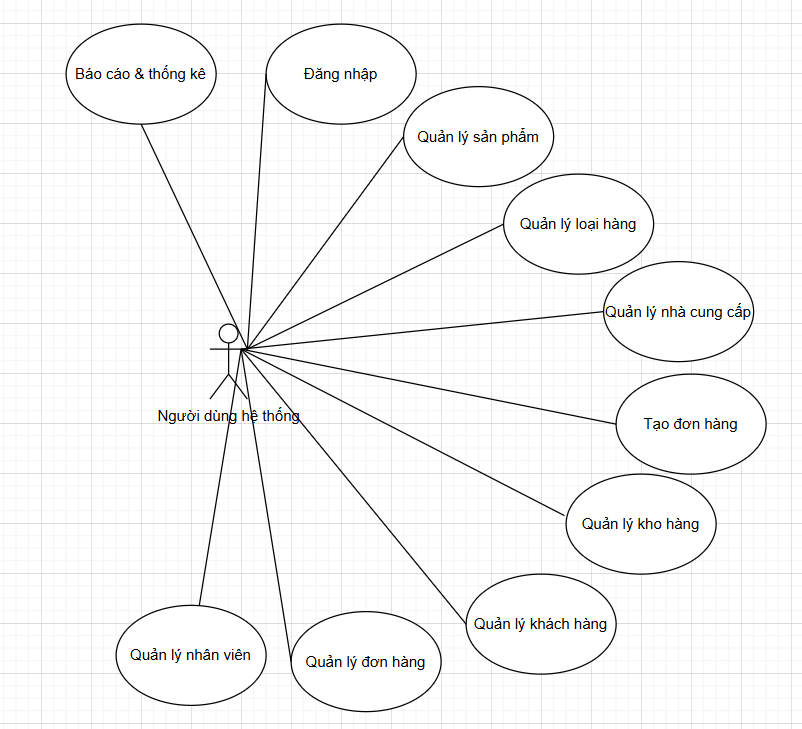 Báo cáo & thống kê
Đăng nhập
Quản lý sản phẩm
Quản lý loại hàng
Quản lý nhà cung cấp
Người dùng hệ thống
Tạo đơn hàng
Quản lý kho hàng
Quản lý khách hàng
Quản lý nhân viên
Quản lý đơn hàng